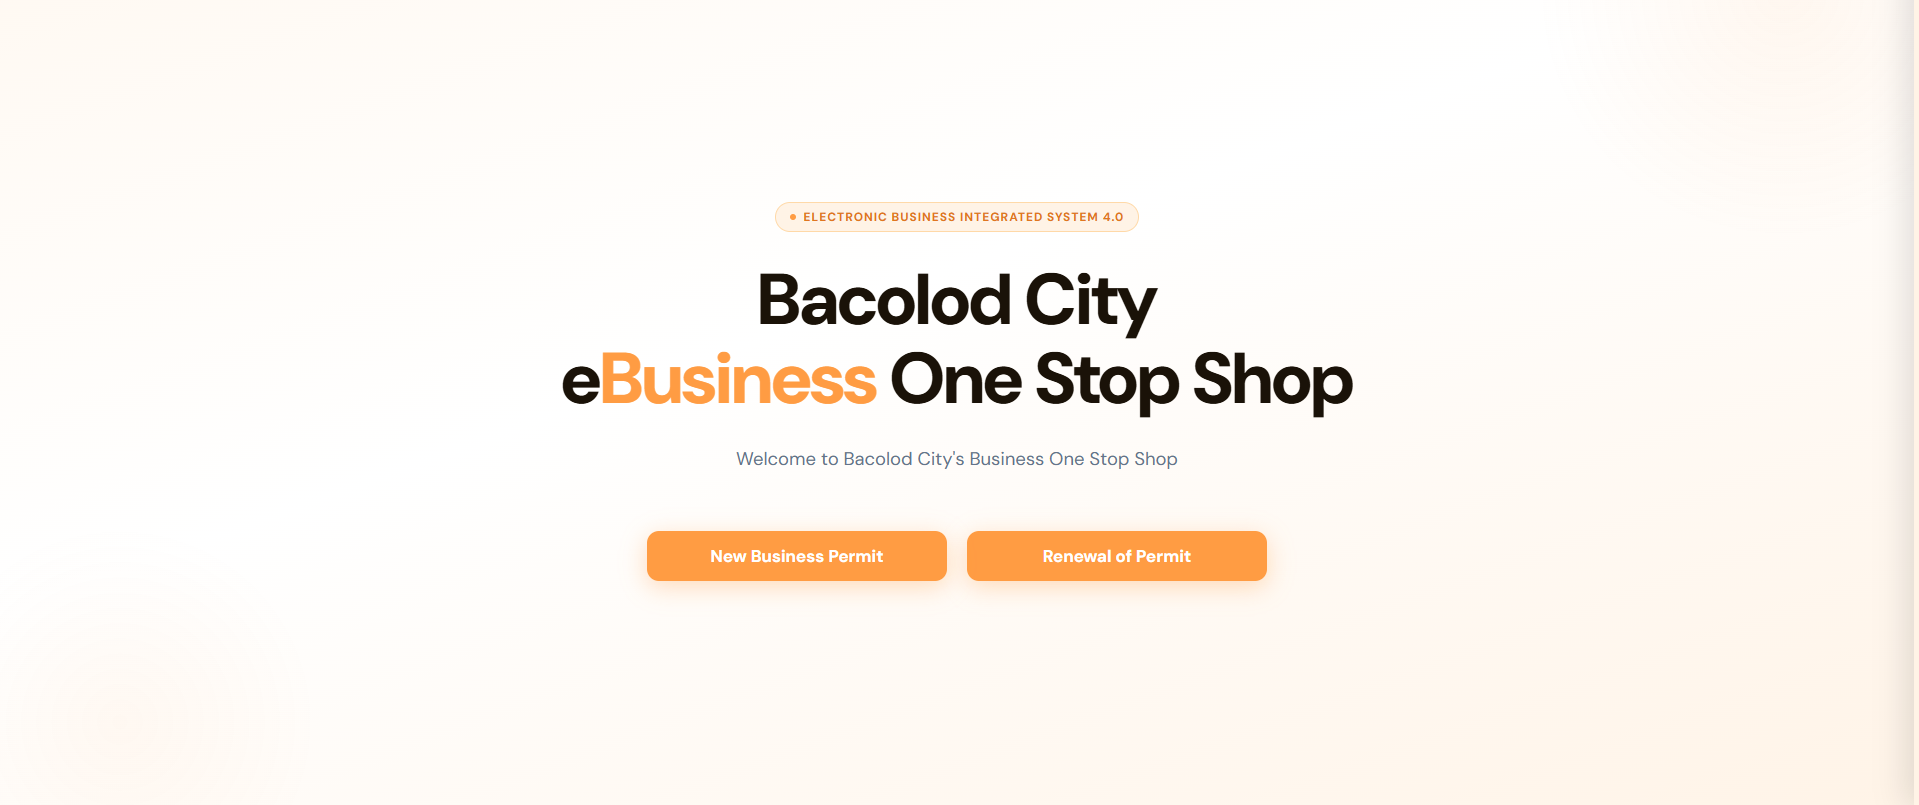 ELECTRONIC BUSINESS INTEGRATED SYSTEM 4.0
Bacolod City
eBusiness One Stop Shop
Welcome to Bacolod City's Business One Stop Shop
New Business Permit
Renewal of Permit